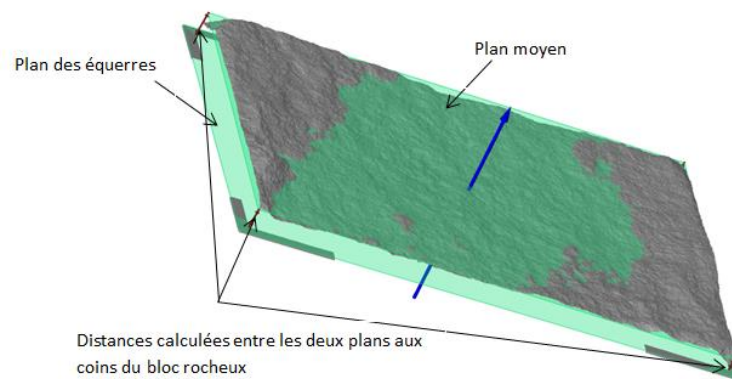 Plan moyen
Plan des équerres
Distances calculées entre les deux plans aux
coins du bloc rocheux